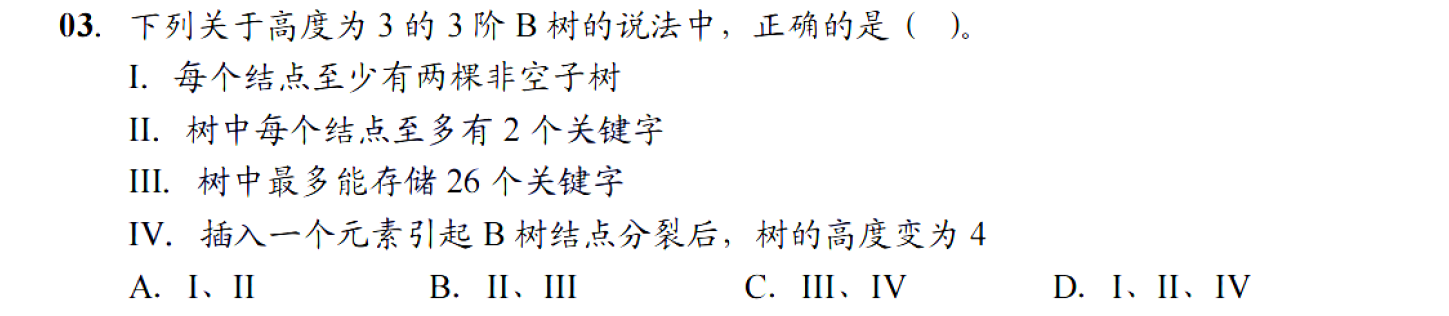 03. 下列关于高度为 3 的 3 阶 B 树的说法中，正确的是（ ）。
I. 每个结点至少有两棵非空子树
II. 树中每个结点至多有 2 个关键字
III. 树中最多能存储 26 个关键字
IV. 插入一个元素引起 B 树结点分裂后，树的高度变为 4
A. I、II B. II、III C. III、IV D. I、II、IV